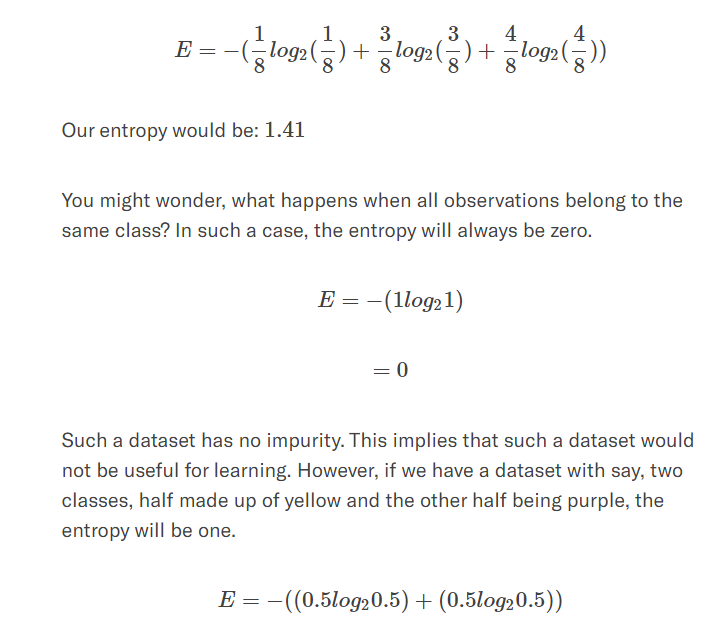 E = −(1/8 log₂(1/8) + 3/8 log₂(3/8) + 4/8 log₂(4/8))
Our entropy would be: 1.41
You might wonder, what happens when all observations belong to the
same class? In such a case, the entropy will always be zero.
E = −(1log₂1)
= 0
Such a dataset has no impurity. This implies that such a dataset would
not be useful for learning. However, if we have a dataset with say, two
classes, half made up of yellow and the other half being purple, the
entropy will be one.
E = −((0.5log₂0.5) + (0.5log₂0.5))